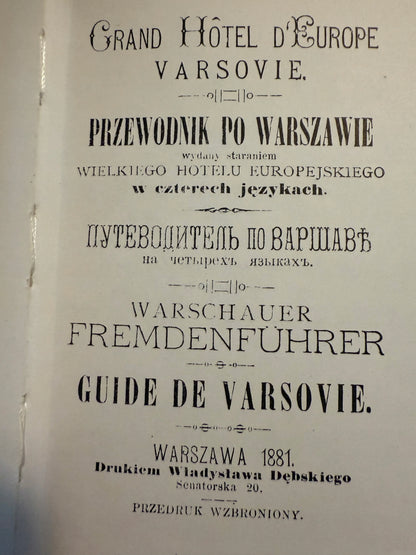 GRAND HÔTEL D'EUROPE
VARSOVIE.
PRZEWODNIK PO WARSZAWIE
wydany staraniem
WIELKIEGO HOTELU EUROPEJSKIEGO
w czterech językach.
ПУТЕВОДИТЕЛЬ ПО ВАРШАВѢ
на четырехъ языкахъ.
WARSCHAUER
FREMDENFÜHRER
GUIDE DE VARSOVIE.
WARSZAWA 1881.
Drukiem Władysława Dębskiego
Senatorska 20.
PRZEDRUK WZBRONIONY.